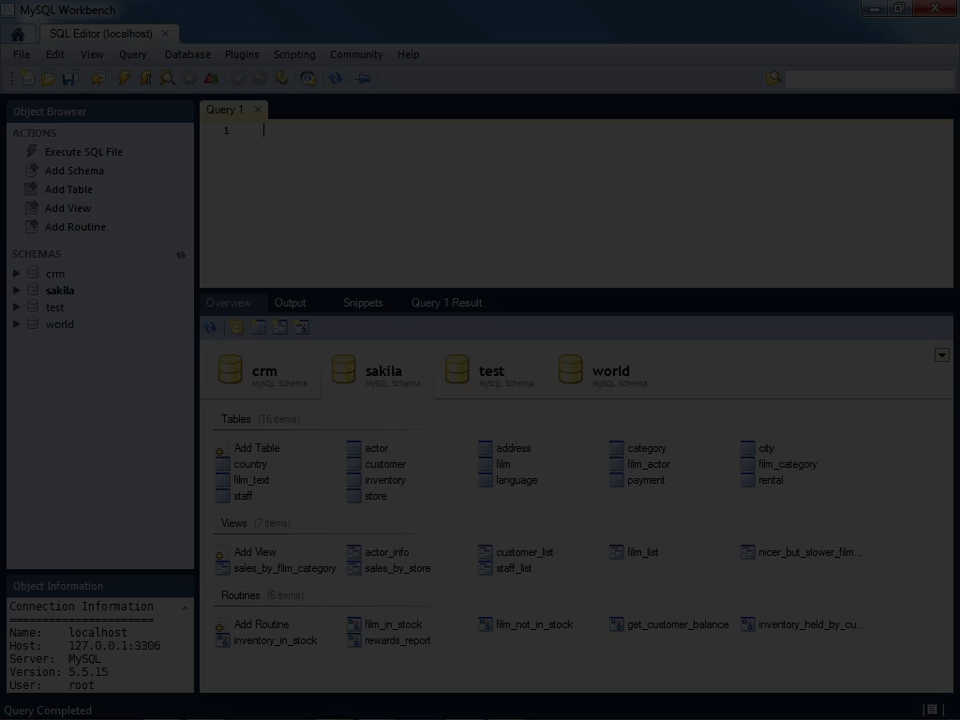 MySQL Workbench
SQL Editor (localhost)
File Edit View Query Database Plugins Scripting Community Help
Object Browser
ACTIONS
Execute SQL File
Add Schema
Add Table
Add View
Add Routine
SCHEMAS
crm
sakila
test
world
Query 1
1
Overview Output Snippets Query 1 Result
crm
MySQL Schema
sakila
MySQL Schema
test
MySQL Schema
world
MySQL Schema
Tables (16 items)
Add Table actor address category city
country customer film film_actor film_category
film_text inventory language payment rental
staff store
Views (7 items)
Add View actor_info customer_list film_list nicer_but_slower_film...
sales_by_film_category sales_by_store staff_list
Routines (6 items)
Add Routine film_in_stock film_not_in_stock get_customer_balance inventory_held_by_cu...
inventory_in_stock rewards_report
Object Information
Connection Information
Name: localhost
Host: 127.0.0.1:3306
Server: MySQL
Version: 5.5.15
User: root
Query Completed